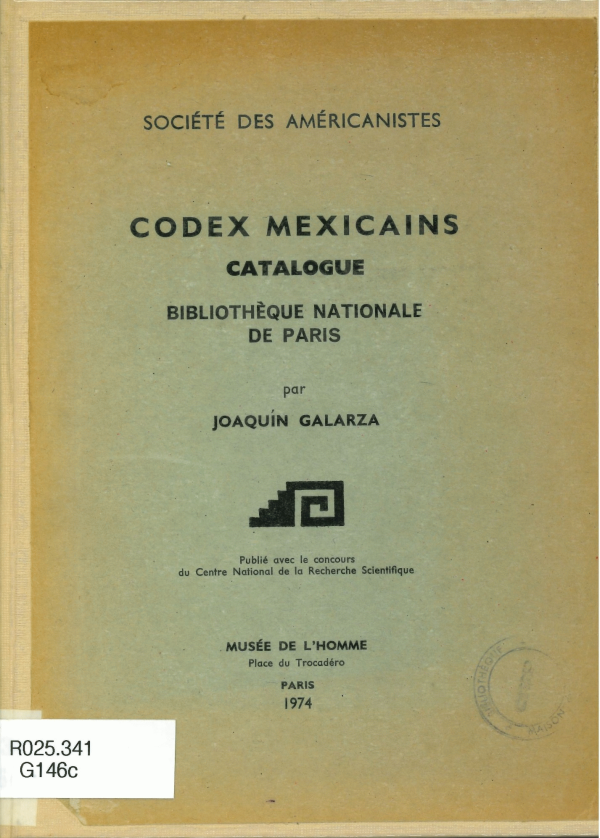 SOCIÉTÉ DES AMÉRICANISTES
CODEX MEXICAINS
CATALOGUE
BIBLIOTHÈQUE NATIONALE
DE PARIS
par
JOAQUÍN GALARZA
Publié avec le concours
du Centre National de la Recherche Scientifique
MUSÉE DE L'HOMME
Place du Trocadéro
PARIS
1974
R025.341
G146c